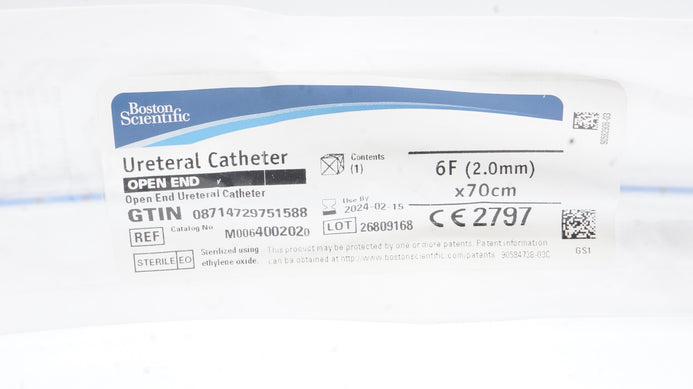 Boston
Scientific
Ureteral Catheter
OPEN END
Open End Ureteral Catheter
GTIN 08714729751588
REF Catalog No M0064002020
STERILE EO Sterilized using
ethylene oxide.
Contents
(1)
Use By
2024-02-15
LOT 26809168
6F (2.0mm)
x70cm
CE 2797
This product may be protected by one or more patents. Patent information
can be obtained at http://www.bostonscientific.com/patents 90584738-03C
GS1